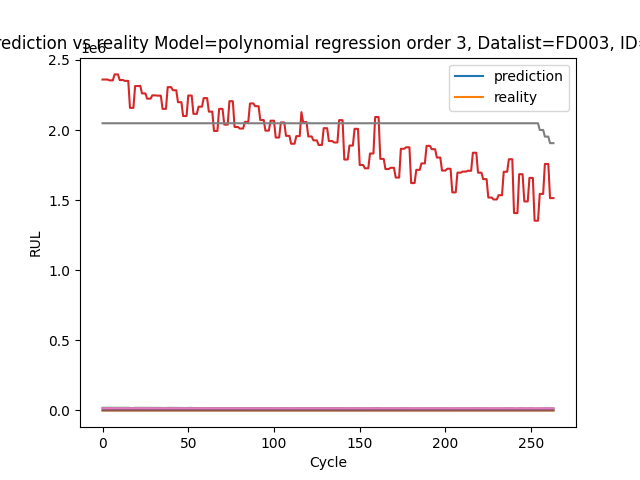 rediction vs reality Model=polynomial regression order 3, Datalist=FD003, ID=
1e6
2.5
2.0
1.5
1.0
0.5
0.0
RUL
prediction
reality
0 50 100 150 200 250
Cycle